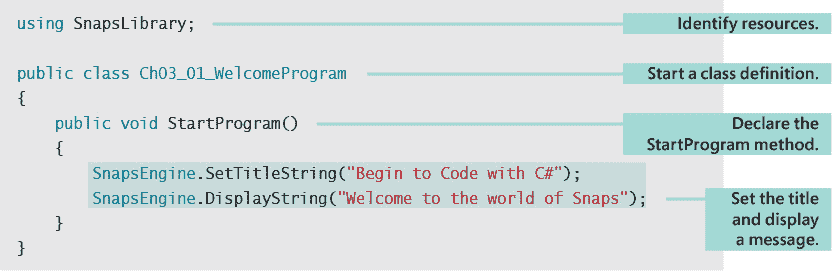 using SnapsLibrary;
Identify resources.
public class Ch03_01_WelcomeProgram
Start a class definition.
{
public void StartProgram()
Declare the
StartProgram method.
{
SnapsEngine.SetTitleString("Begin to Code with C#");
SnapsEngine.DisplayString("Welcome to the world of Snaps");
Set the title
and display
a message.
}
}